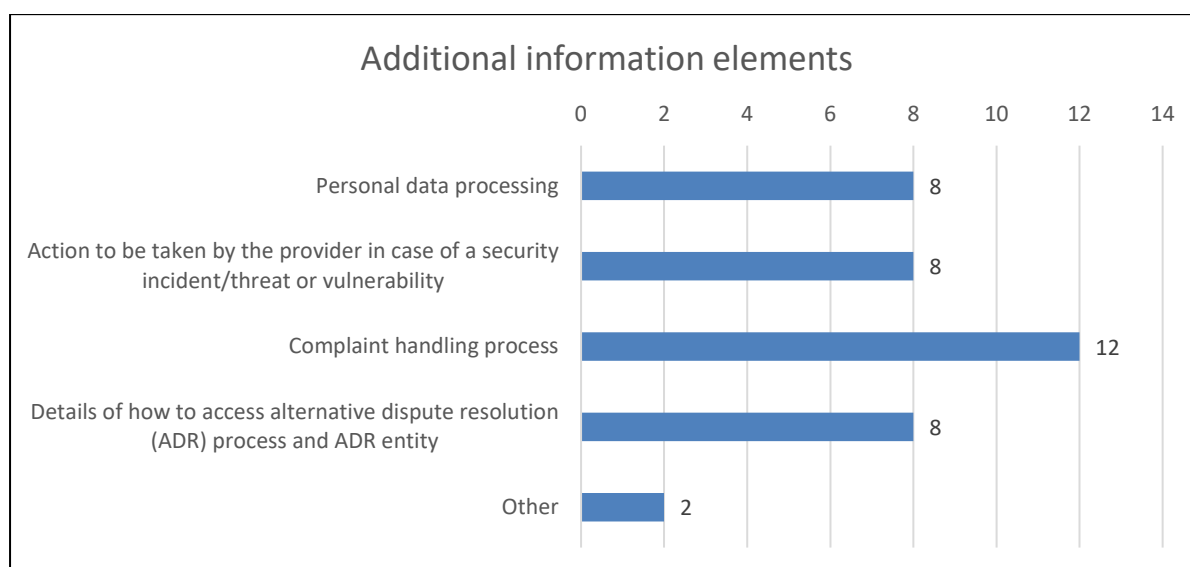 Additional information elements
0 2 4 6 8 10 12 14
Personal data processing
8
Action to be taken by the provider in case of a security
incident/threat or vulnerability
8
Complaint handling process
12
Details of how to access alternative dispute resolution
(ADR) process and ADR entity
8
Other
2